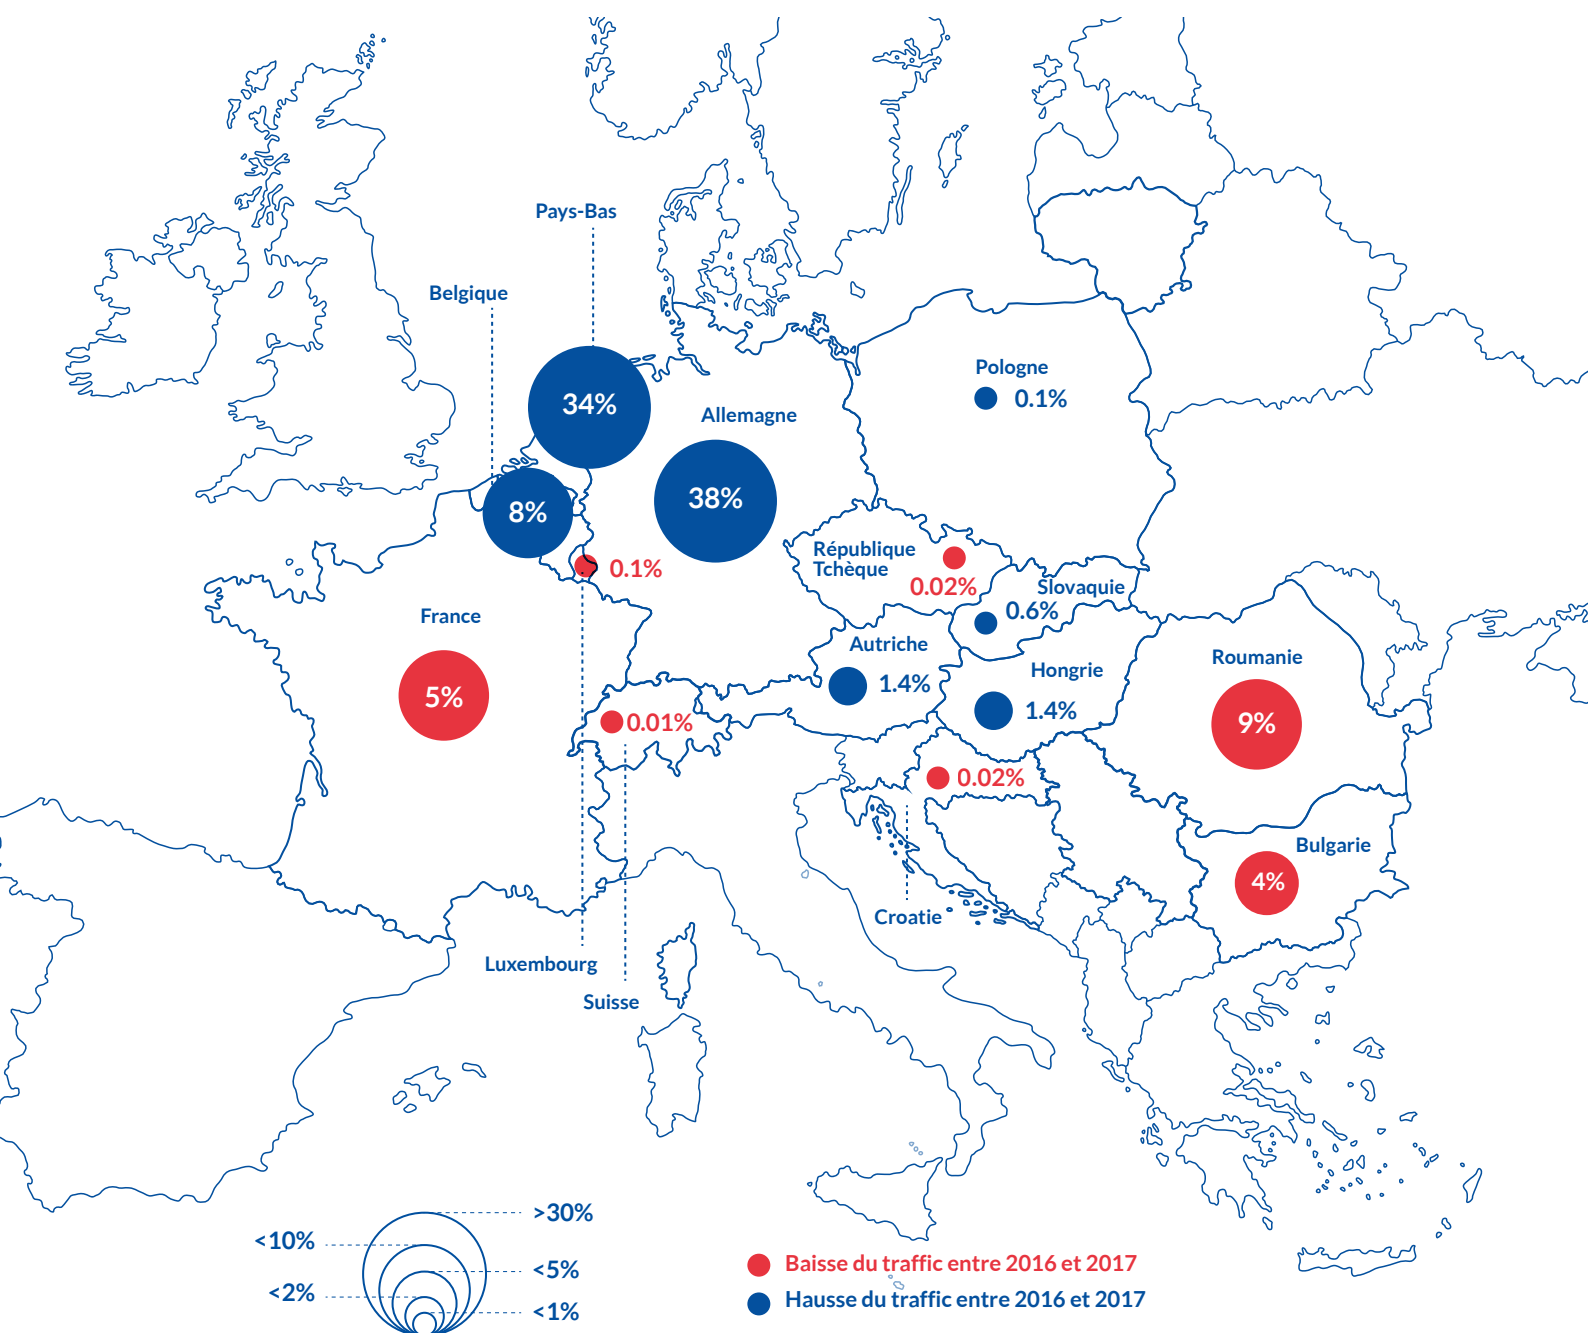 Pays-Bas
Belgique
34%
Pologne
0.1%
Allemagne
38%
8%
République
Tchèque
0.02%
0.1%
Slovaquie
0.6%
France
Autriche
1.4%
Hongrie
1.4%
Roumanie
5%
0.01%
9%
0.02%
Bulgarie
4%
Croatie
Luxembourg
Suisse
>30%
<10%
<5%
<2%
<1%
Baisse du traffic entre 2016 et 2017
Hausse du traffic entre 2016 et 2017